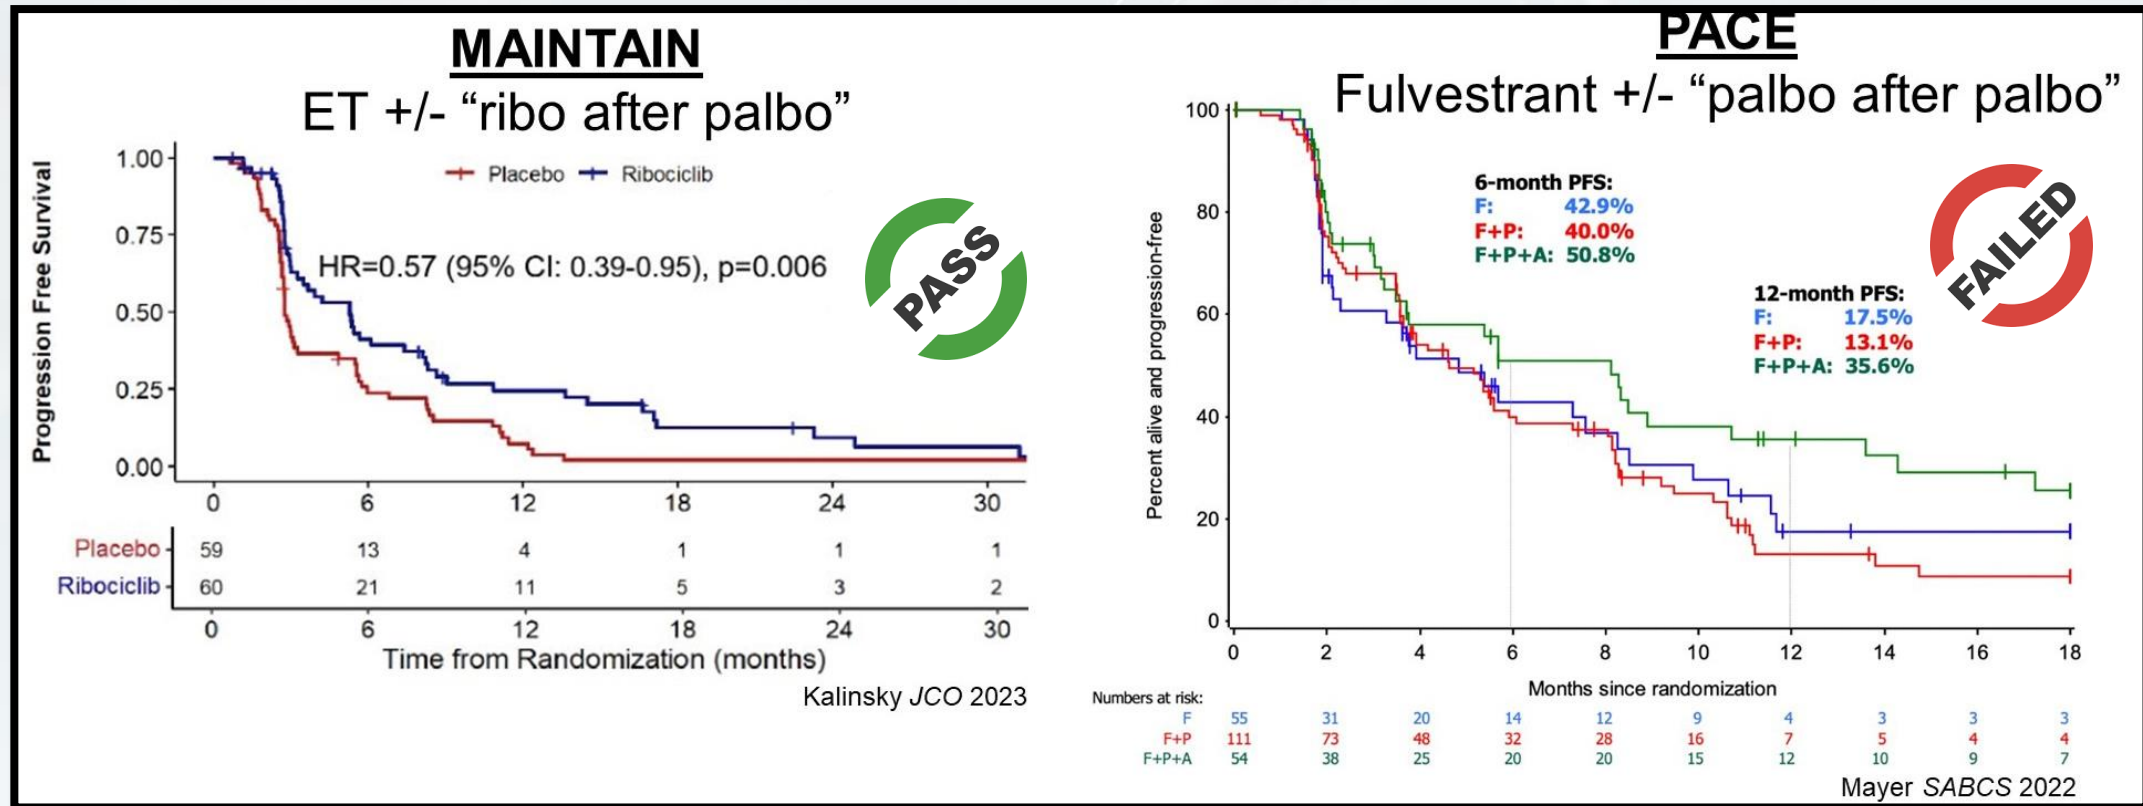 MAINTAIN
ET +/- “ribo after palbo”
Placebo Ribociclib
Progression Free Survival
1.00
0.75
0.50
0.25
0.00
HR=0.57 (95% CI: 0.39-0.95), p=0.006
PASS
0 6 12 18 24 30
Placebo 59 13 4 1 1 1
Ribociclib 60 21 11 5 3 2
0 6 12 18 24 30
Time from Randomization (months)
Kalinsky JCO 2023
PACE
Fulvestrant +/- “palbo after palbo”
Percent alive and progression-free
100
80
60
40
20
0
6-month PFS:
F: 42.9%
F+P: 40.0%
F+P+A: 50.8%
12-month PFS:
F: 17.5%
F+P: 13.1%
F+P+A: 35.6%
FAILED
0 2 4 6 8 10 12 14 16 18
Months since randomization
Numbers at risk:
F 55 31 20 14 12 9 4 3 3 3
F+P 111 73 48 32 28 16 7 5 4 4
F+P+A 54 38 25 20 20 15 12 10 9 7
Mayer SABCS 2022